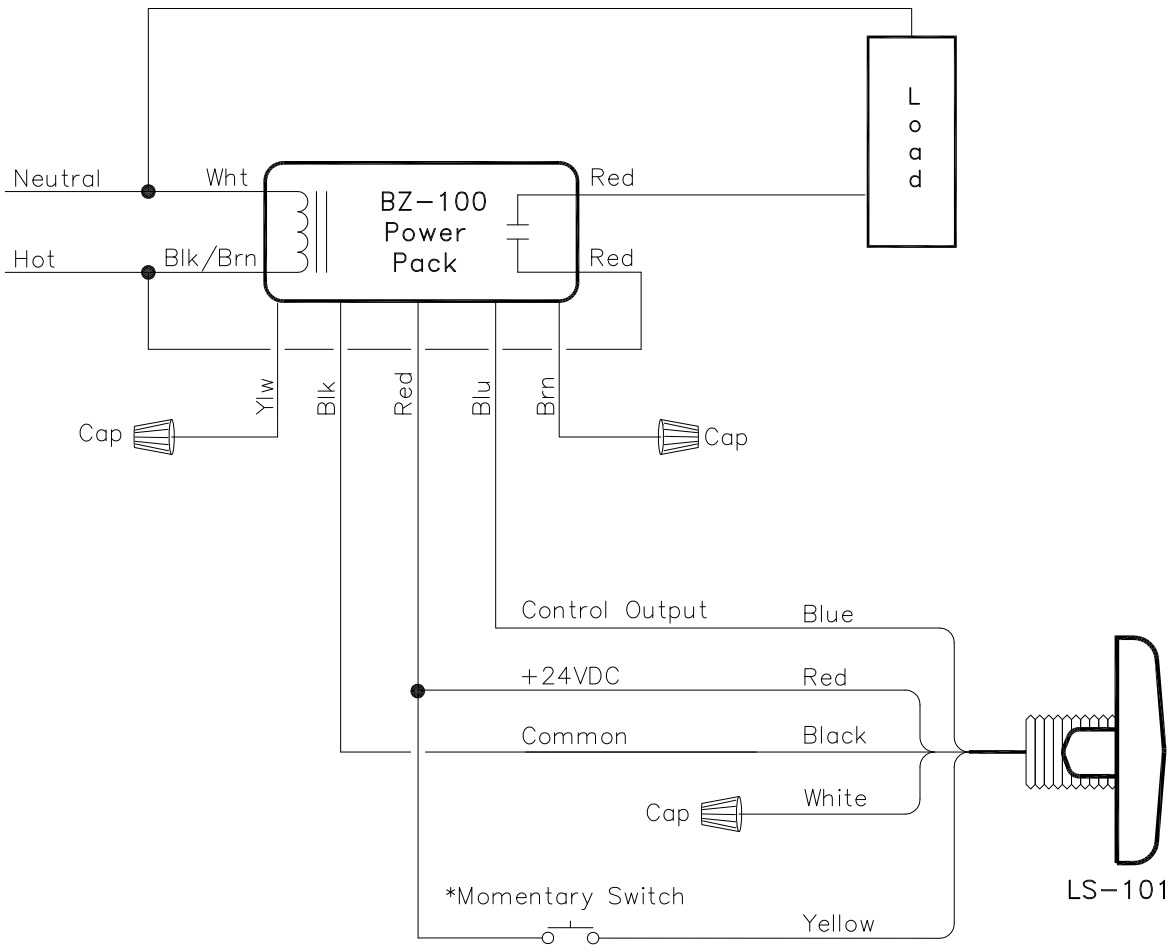 Load
Neutral
Wht
BZ-100
Power
Pack
Red
Hot
Blk/Brn
Red
Ylw
Blk
Red
Blu
Brn
Cap
Cap
Control Output
Blue
+24VDC
Red
Common
Black
Cap
White
LS-101
*Momentary Switch
Yellow